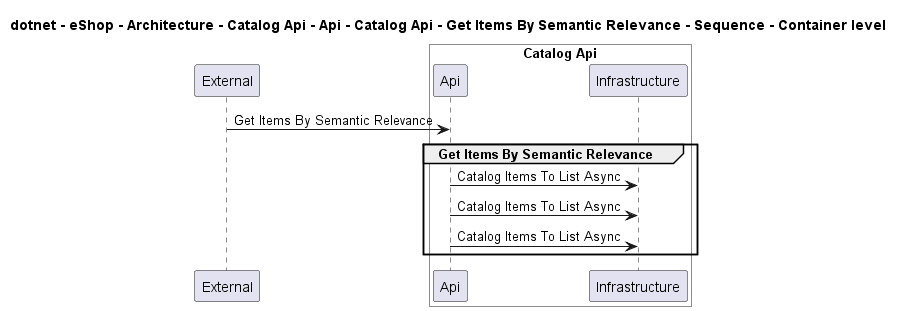 dotnet - eShop - Architecture - Catalog Api - Api - Catalog Api - Get Items By Semantic Relevance - Sequence - Container level
Catalog Api
External
Api
Infrastructure
Get Items By Semantic Relevance
Get Items By Semantic Relevance
Catalog Items To List Async
Catalog Items To List Async
Catalog Items To List Async
External
Api
Infrastructure